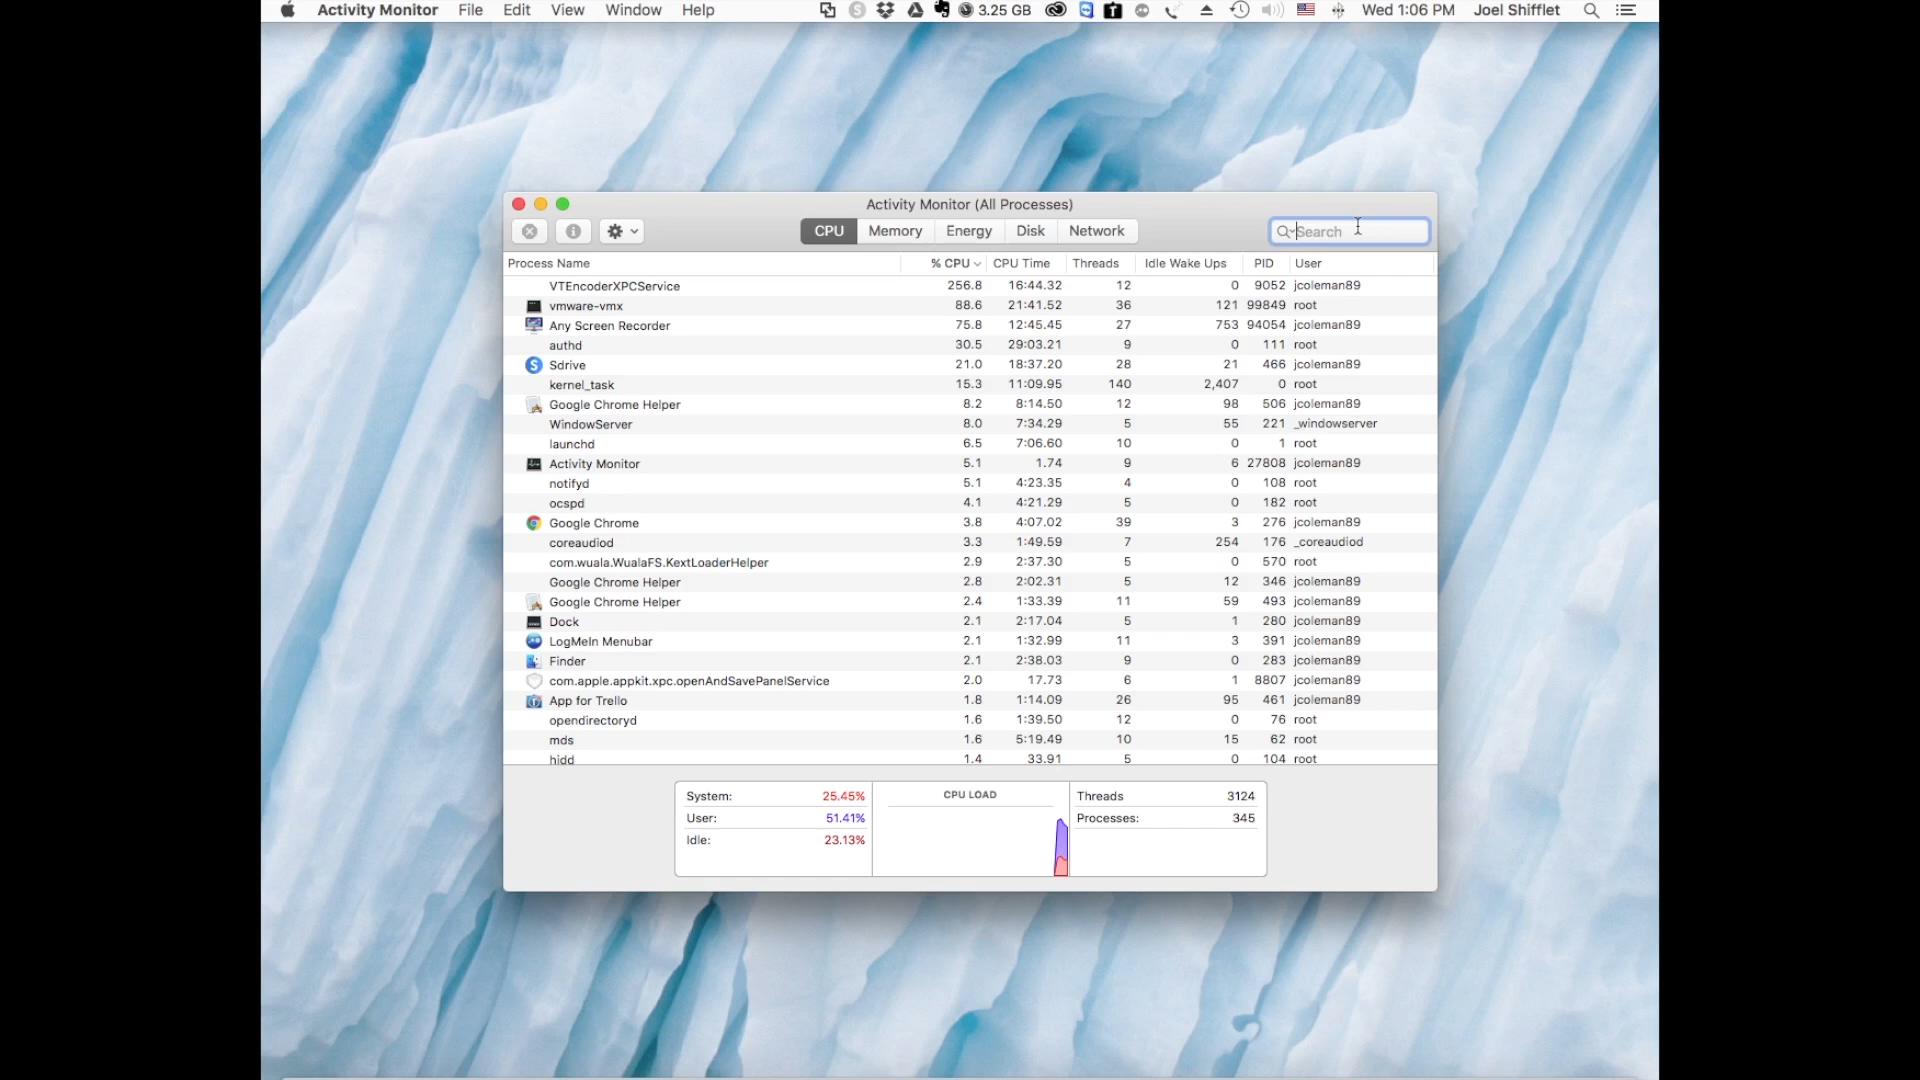 Activity Monitor File Edit View Window Help 3.25 GB Wed 1:06 PM Joel Shifflet
Activity Monitor (All Processes)
CPU Memory Energy Disk Network Search
Process Name % CPU CPU Time Threads Idle Wake Ups PID User
VTEncoderXPCService 256.8 16:44.32 12 0 9052 jcoleman89
vmware-vmx 88.6 21:41.52 36 121 99849 root
Any Screen Recorder 75.8 12:45.45 27 753 94054 jcoleman89
authd 30.5 29:03.21 9 0 111 root
Sdrive 21.0 18:37.20 28 21 466 jcoleman89
kernel_task 15.3 11:09.95 140 2,407 0 root
Google Chrome Helper 8.2 8:14.50 12 98 506 jcoleman89
WindowServer 8.0 7:34.29 5 55 221 _windowserver
launchd 6.5 7:06.60 10 0 1 root
Activity Monitor 5.1 1.74 9 6 27808 jcoleman89
notifyd 5.1 4:23.35 4 0 108 root
ocspd 4.1 4:21.29 5 0 182 root
Google Chrome 3.8 4:07.02 39 3 276 jcoleman89
coreaudiod 3.3 1:49.59 7 254 176 _coreaudiod
com.wuala.WualaFS.KextLoaderHelper 2.9 2:37.30 5 0 570 root
Google Chrome Helper 2.8 2:02.31 5 12 346 jcoleman89
Google Chrome Helper 2.4 1:33.39 11 59 493 jcoleman89
Dock 2.1 2:17.04 5 1 280 jcoleman89
LogMeIn Menubar 2.1 1:32.99 11 3 391 jcoleman89
Finder 2.1 2:38.03 9 0 283 jcoleman89
com.apple.appkit.xpc.openAndSavePanelService 2.0 17.73 6 1 8807 jcoleman89
App for Trello 1.8 1:14.09 26 95 461 jcoleman89
opendirectoryd 1.6 1:39.50 12 0 76 root
mds 1.6 5:19.49 10 15 62 root
hidd 1.4 33.91 5 0 104 root
System: 25.45% CPU LOAD Threads 3124
User: 51.41% Processes: 345
Idle: 23.13%